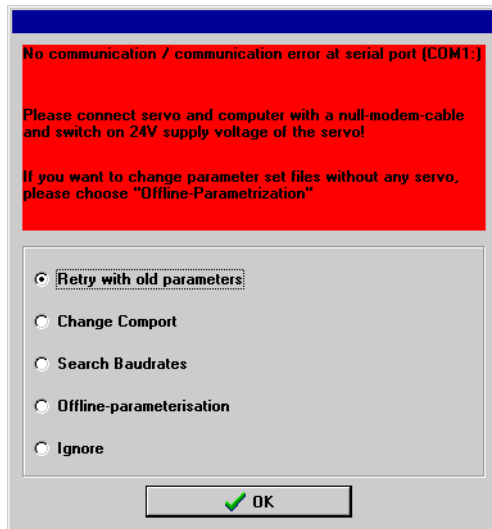 No communication / communication error at serial port (COM1:)
Please connect servo and computer with a null-modem-cable
and switch on 24V supply voltage of the servo!
If you want to change parameter set files without any servo,
please choose "Offline-Parametrization"
Retry with old parameters
Change Comport
Search Baudrates
Offline-parameterisation
Ignore
OK